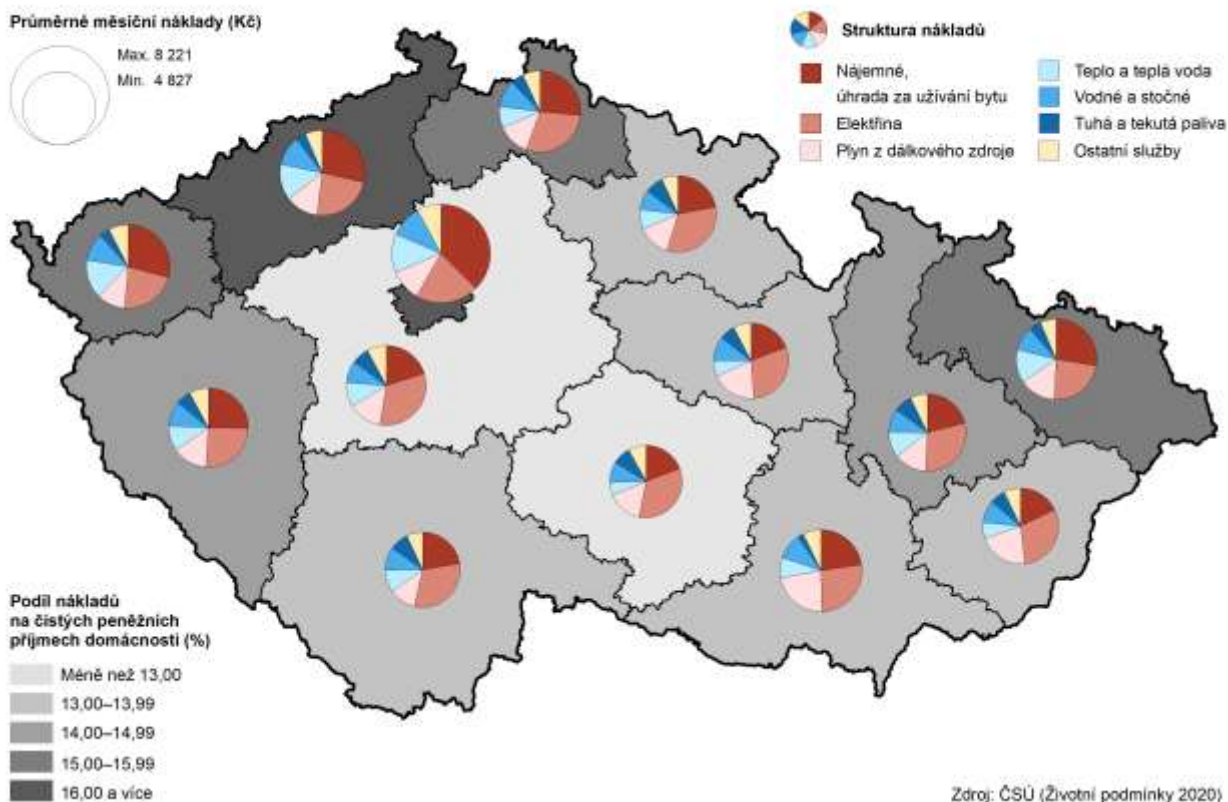 Průměrné měsíční náklady (Kč)
Max. 8 221
Min. 4 827
Struktura nákladů
Nájemné,
úhrada za užívání bytu
Elektřina
Plyn z dálkového zdroje
Teplo a teplá voda
Vodné a stočné
Tuhá a tekutá paliva
Ostatní služby
Podíl nákladů
na čistých peněžních
příjmech domácností (%)
Méně než 13,00
13,00–13,99
14,00–14,99
15,00–15,99
16,00 a více
Zdroj: ČSÚ (Životní podmínky 2020)